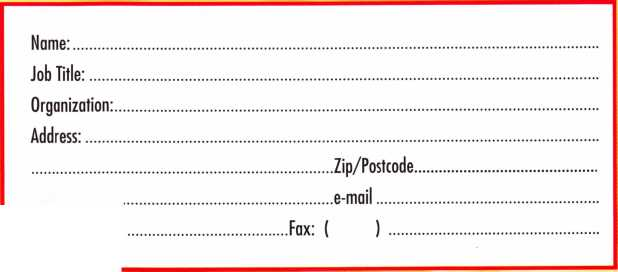 Name:
Job Title:
Organization:
Address:
Zip/Postcode
e-mail
Fax: ( )